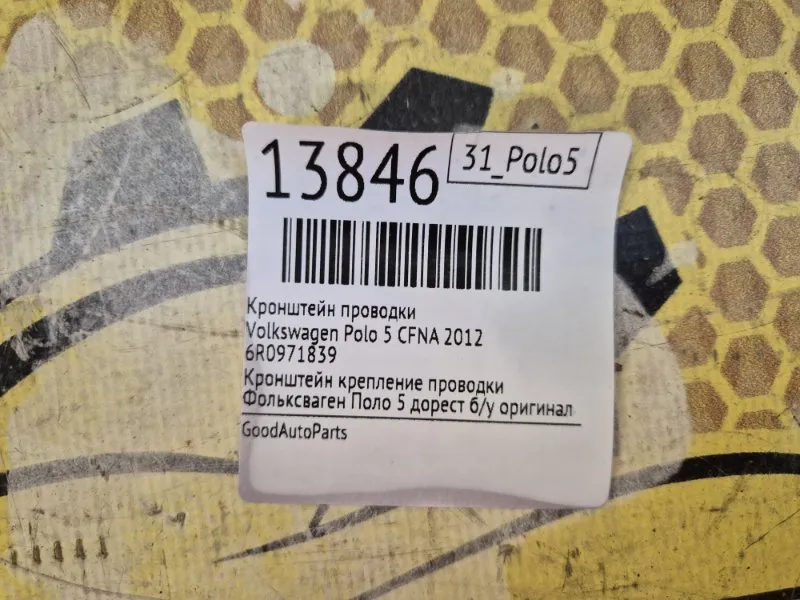 13846
31_Polo5
Кронштейн проводки
Volkswagen Polo 5 CFNA 2012
6R0971839
Кронштейн крепление проводки
Фольксваген Поло 5 дорест б/у оригинал
GoodAutoParts